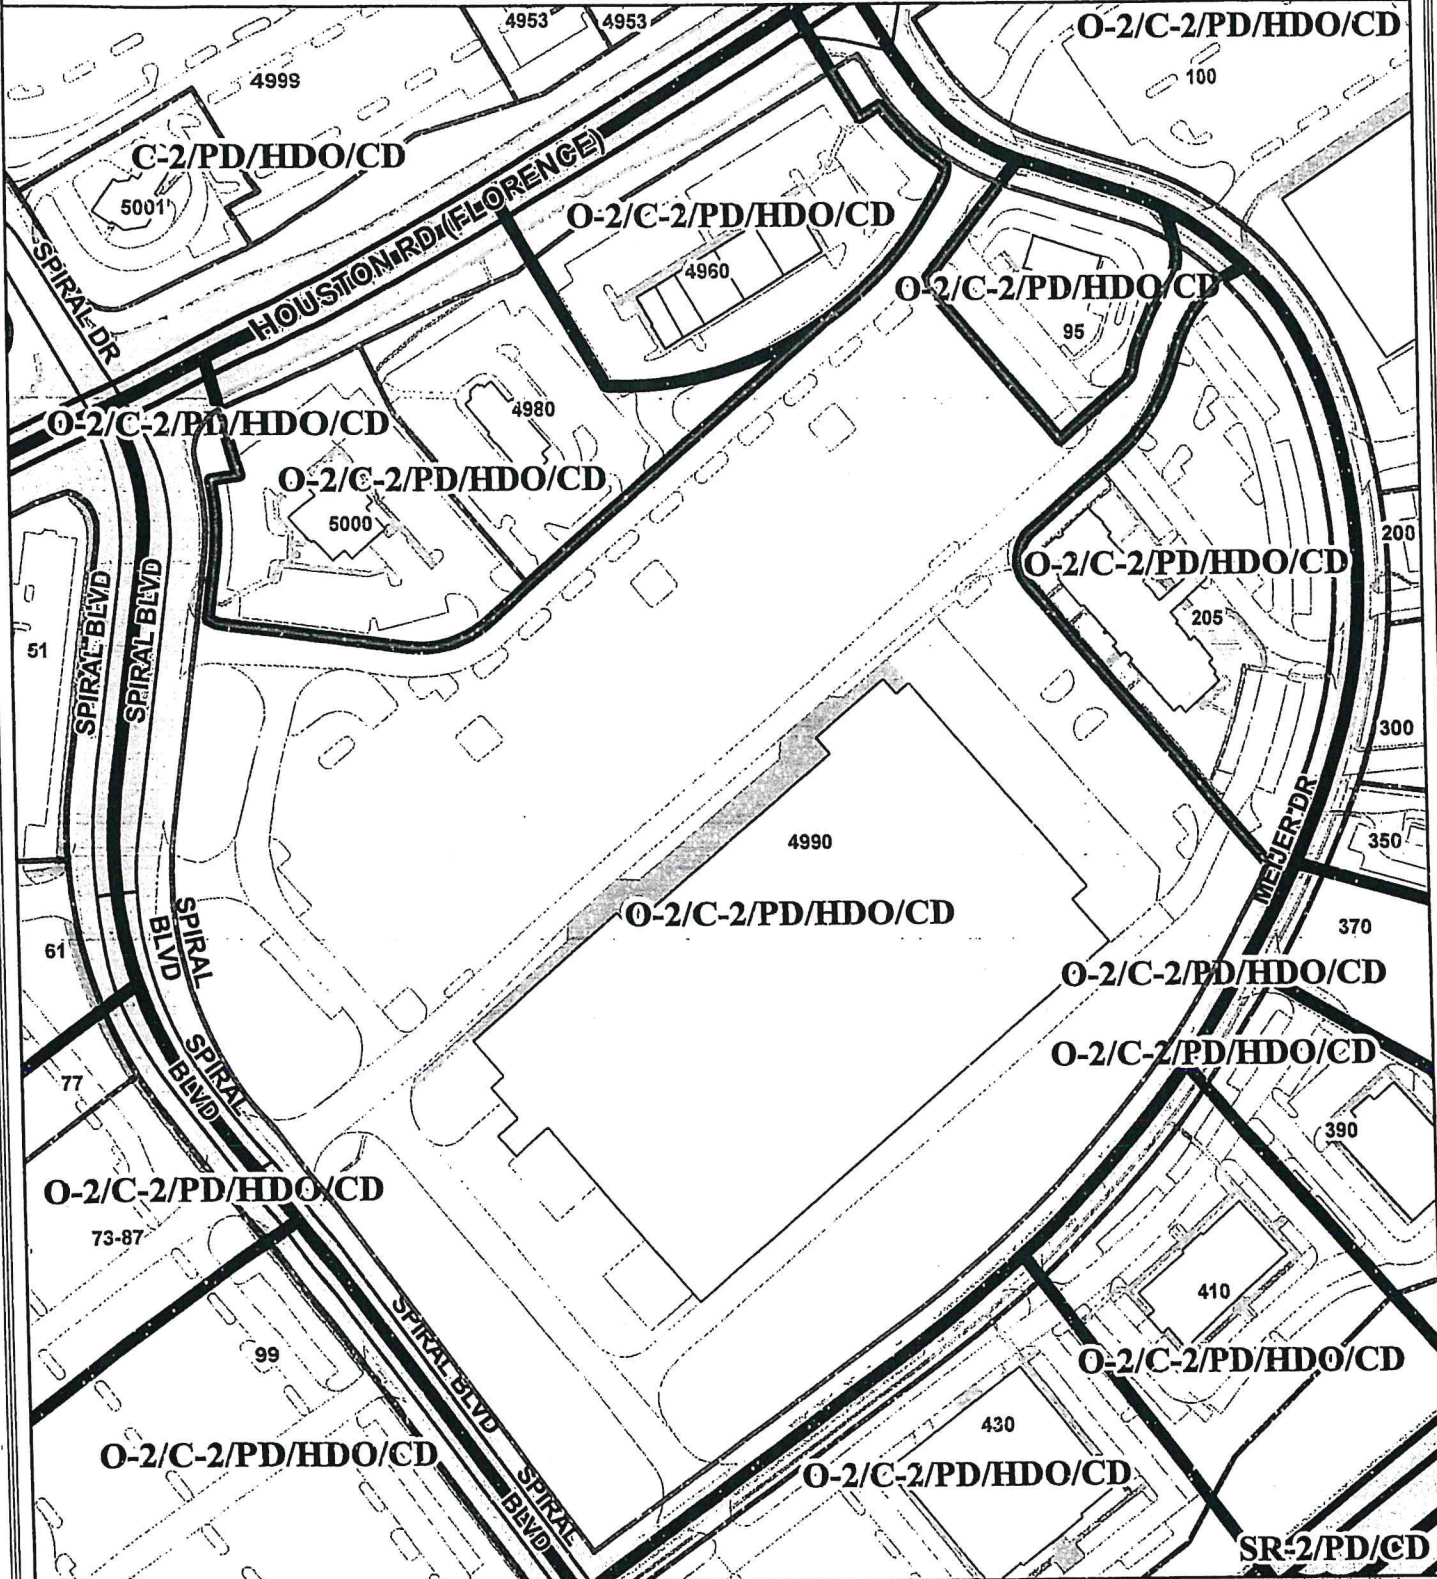 4953
4953
O-2/C-2/PD/HDO/CD
4999
100
C-2/PD/HDO/CD
5001
HOUSTON RD (FLORENCE)
O-2/C-2/PD/HDO/CD
4960
SPIRAL DR
O-2/C-2/PD/HDO/CD
95
4980
O-2/C-2/PD/HDO/CD
O-2/C-2/PD/HDO/CD
5000
200
O-2/C-2/PD/HDO/CD
205
51
SPIRAL BLVD
SPIRAL BLVD
300
MEIJER DR
4990
350
O-2/C-2/PD/HDO/CD
SPIRAL
BLVD
370
61
O-2/C-2/PD/HDO/CD
O-2/C-2/PD/HDO/CD
SPIRAL
BLVD
77
390
O-2/C-2/PD/HDO/CD
73-87
410
99
SPIRAL BLVD
O-2/C-2/PD/HDO/CD
430
O-2/C-2/PD/HDO/CD
O-2/C-2/PD/HDO/CD
SPIRAL
BLVD
SR-2/PD/CD